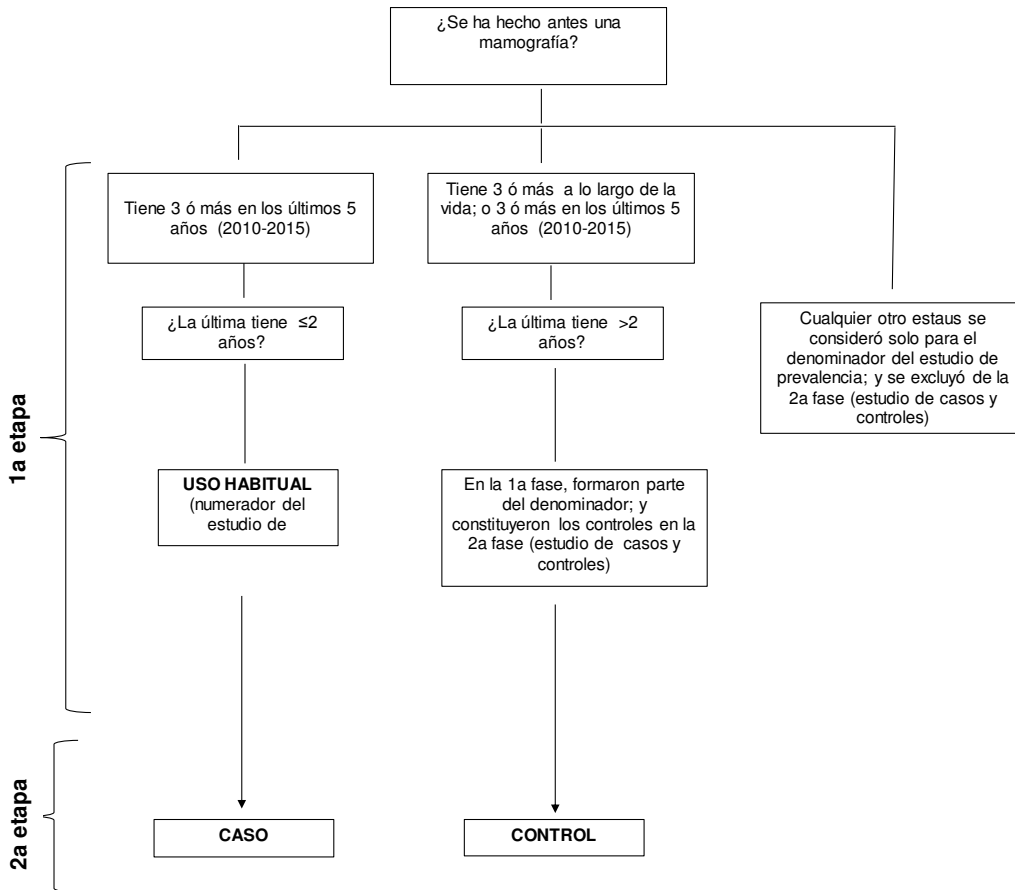 ¿Se ha hecho antes una
mamografía?
Tiene 3 ó más en los últimos 5
años (2010-2015)
Tiene 3 ó más a lo largo de la
vida; o 3 ó más en los últimos 5
años (2010-2015)
¿La última tiene ≤2
años?
¿La última tiene >2
años?
Cualquier otro estaus se
consideró solo para el
denominador del estudio de
prevalencia; y se excluyó de la
2a fase (estudio de casos y
controles)
1a etapa
USO HABITUAL
(numerador del
estudio de
En la 1a fase, formaron parte
del denominador; y
constituyeron los controles en la
2a fase (estudio de casos y
controles)
2a etapa
CASO
CONTROL